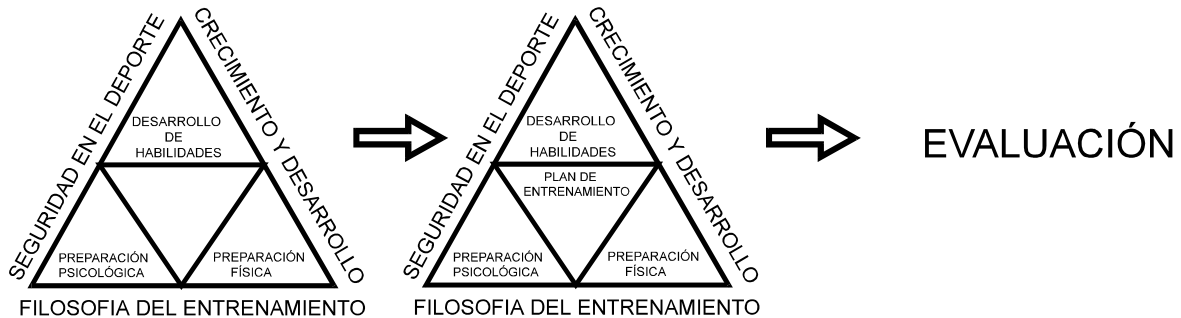 SEGURIDAD EN EL DEPORTE
CRECIMIENTO Y DESARROLLO
DESARROLLO
DE
HABILIDADES
PREPARACIÓN
PSICOLÓGICA
PREPARACIÓN
FÍSICA
FILOSOFIA DEL ENTRENAMIENTO
SEGURIDAD EN EL DEPORTE
CRECIMIENTO Y DESARROLLO
DESARROLLO
DE
HABILIDADES
PLAN DE
ENTRENAMIENTO
PREPARACIÓN
PSICOLÓGICA
PREPARACIÓN
FÍSICA
FILOSOFIA DEL ENTRENAMIENTO
EVALUACIÓN